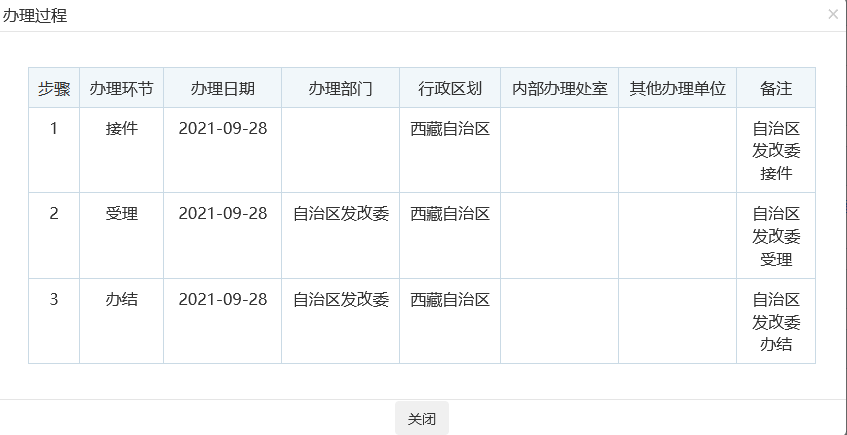 办理过程
步骤 办理环节 办理日期 办理部门 行政区划 内部办理处室 其他办理单位 备注
1 接件 2021-09-28 西藏自治区 自治区
发改委
接件
2 受理 2021-09-28 自治区发改委 西藏自治区 自治区
发改委
受理
3 办结 2021-09-28 自治区发改委 西藏自治区 自治区
发改委
办结
关闭